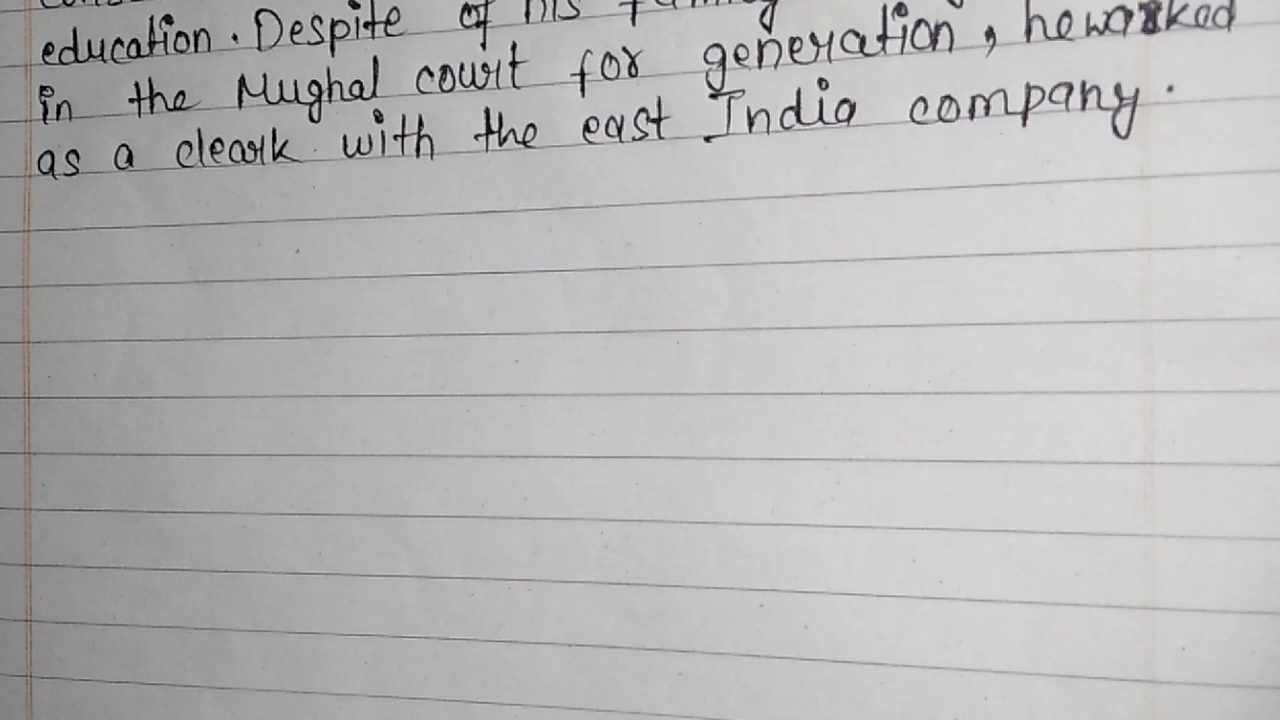 education. Despite of his family
in the Mughal court for generation, he worked
as a cleark with the east India company.